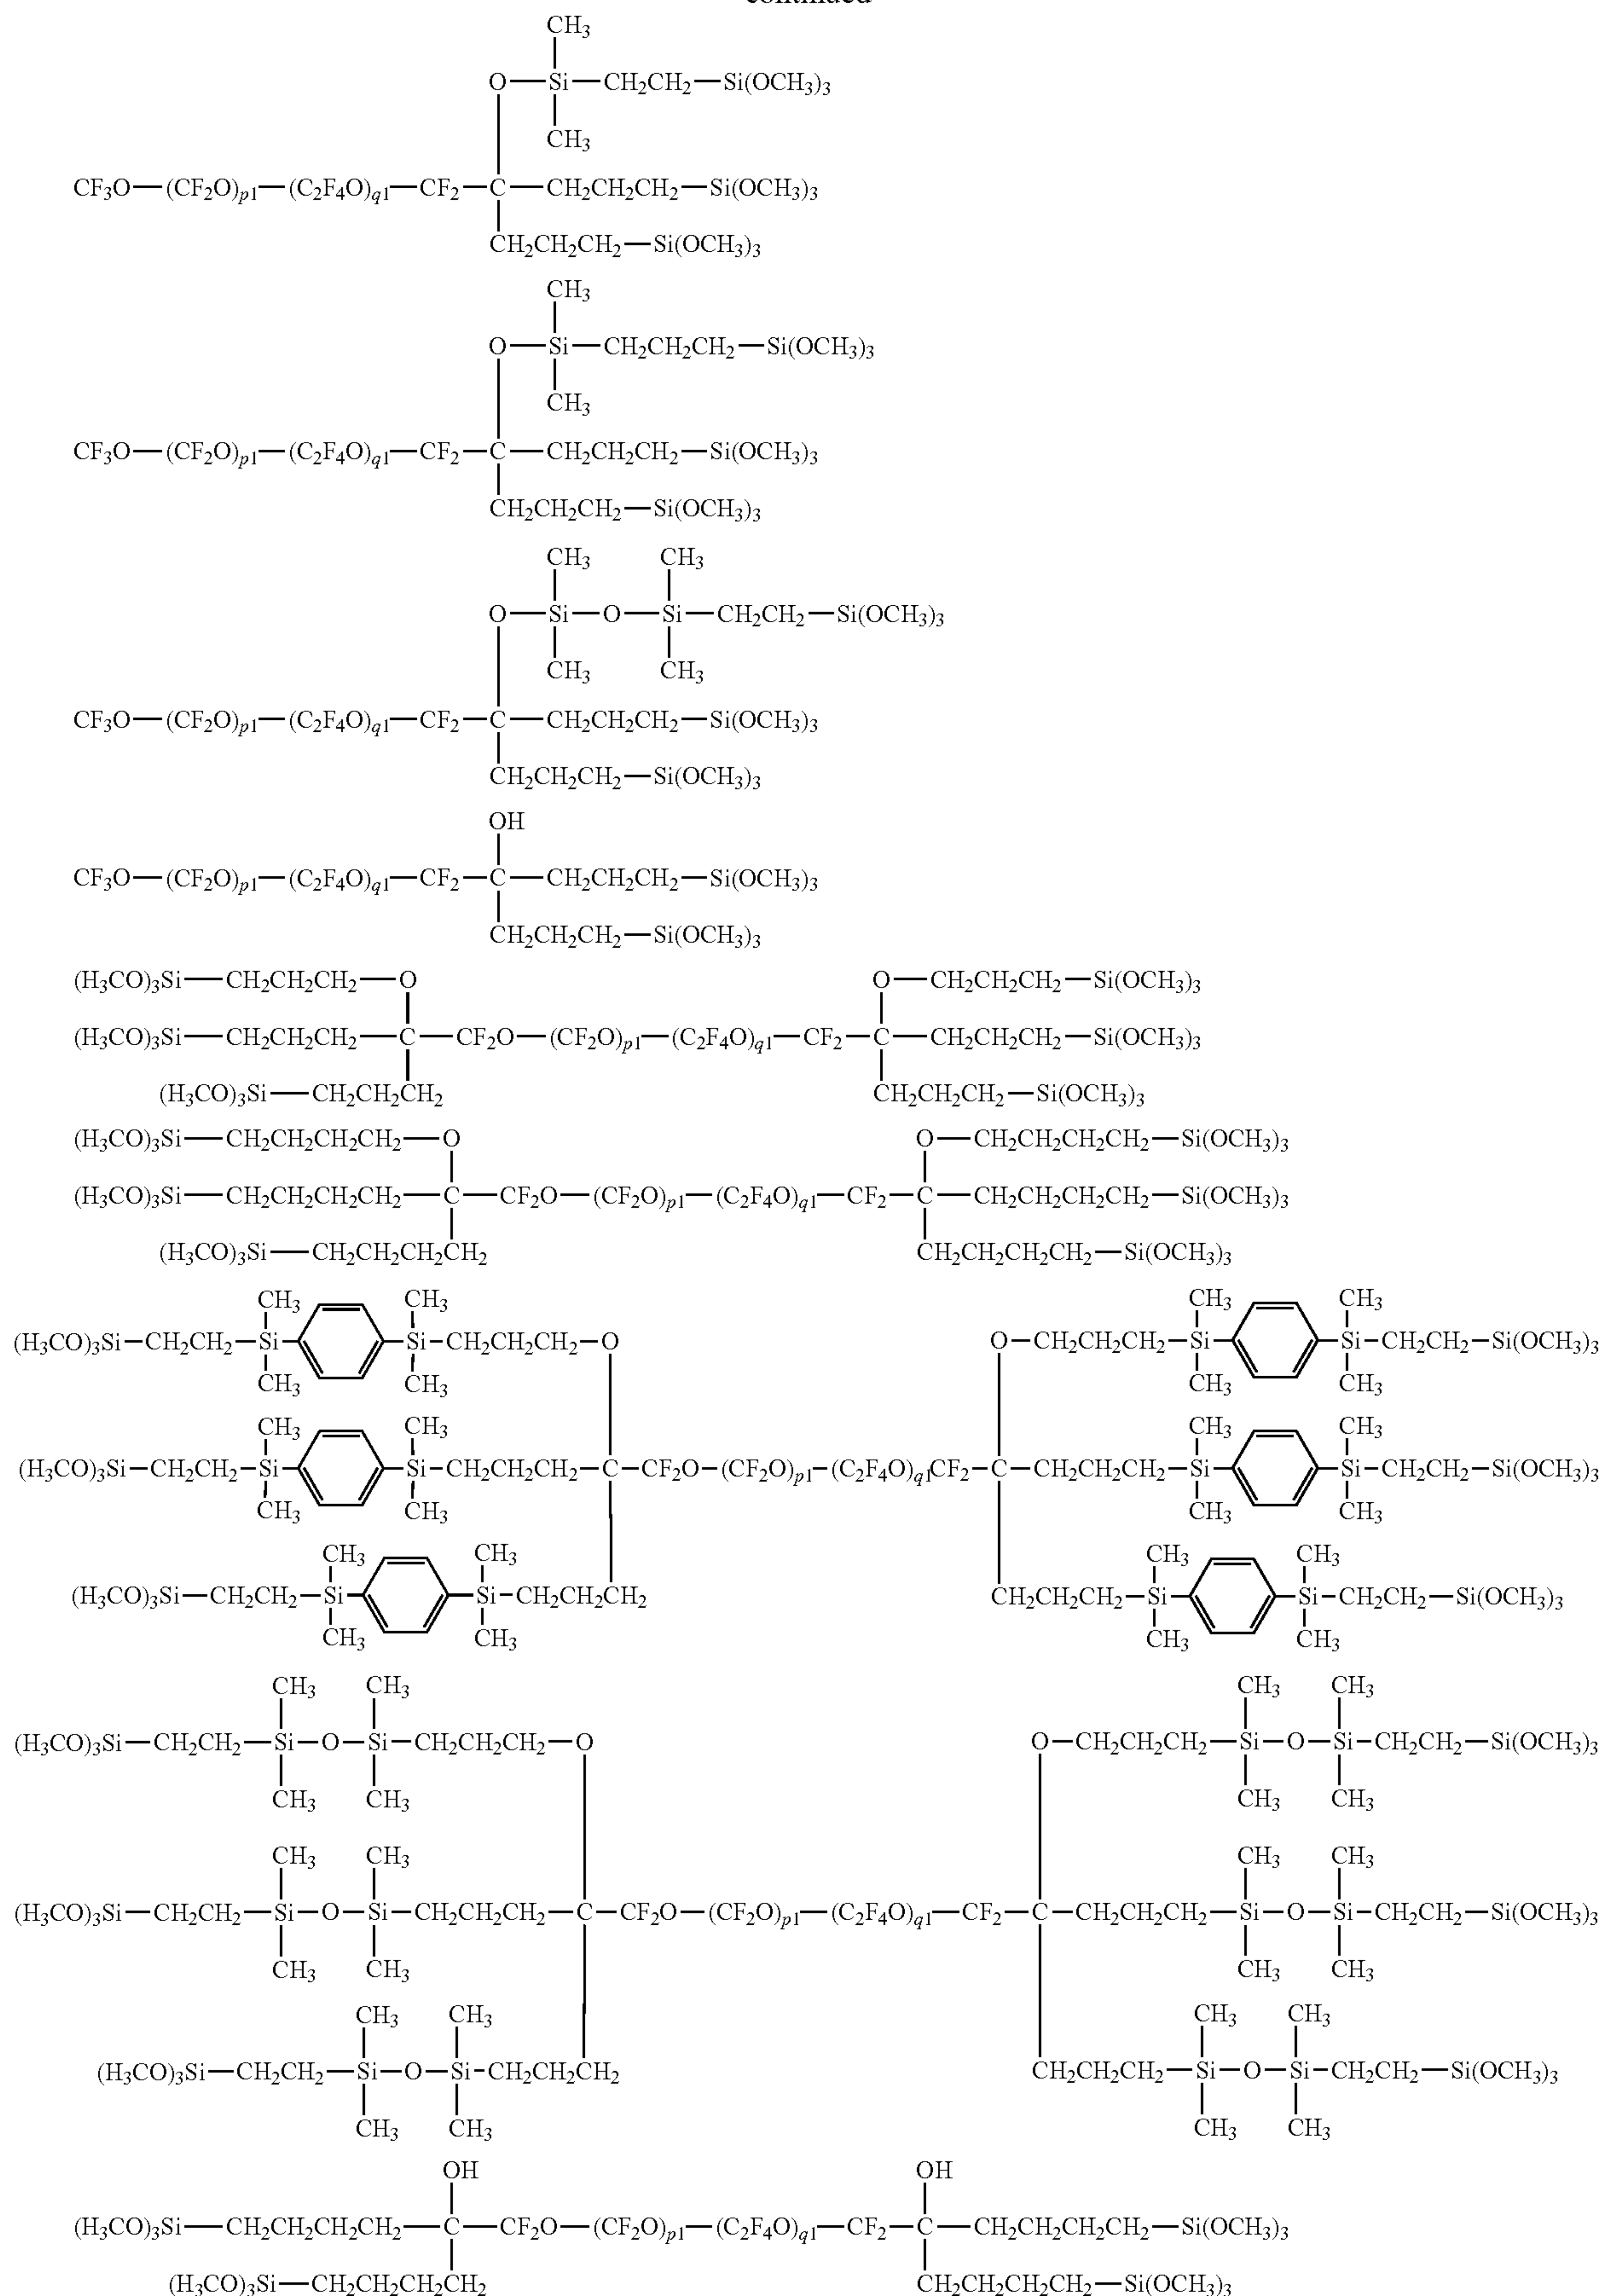 continued
CH3
O—Si—CH2CH2—Si(OCH3)3
CH3
CF3O—(CF2O)p1—(C2F4O)q1—CF2—C—CH2CH2CH2—Si(OCH3)3
CH2CH2CH2—Si(OCH3)3
CH3
O—Si—CH2CH2CH2—Si(OCH3)3
CH3
CF3O—(CF2O)p1—(C2F4O)q1—CF2—C—CH2CH2CH2—Si(OCH3)3
CH2CH2CH2—Si(OCH3)3
CH3 CH3
O—Si—O—Si—CH2CH2—Si(OCH3)3
CH3 CH3
CF3O—(CF2O)p1—(C2F4O)q1—CF2—C—CH2CH2CH2—Si(OCH3)3
CH2CH2CH2—Si(OCH3)3
OH
CF3O—(CF2O)p1—(C2F4O)q1—CF2—C—CH2CH2CH2—Si(OCH3)3
CH2CH2CH2—Si(OCH3)3
(H3CO)3Si—CH2CH2CH2—O O—CH2CH2CH2—Si(OCH3)3
(H3CO)3Si—CH2CH2CH2—C—CF2O—(CF2O)p1—(C2F4O)q1—CF2—C—CH2CH2CH2—Si(OCH3)3
(H3CO)3Si—CH2CH2CH2 CH2CH2CH2—Si(OCH3)3
(H3CO)3Si—CH2CH2CH2CH2—O O—CH2CH2CH2CH2—Si(OCH3)3
(H3CO)3Si—CH2CH2CH2CH2—C—CF2O—(CF2O)p1—(C2F4O)q1—CF2—C—CH2CH2CH2CH2—Si(OCH3)3
(H3CO)3Si—CH2CH2CH2CH2 CH2CH2CH2CH2—Si(OCH3)3
CH3 CH3 CH3 CH3
(H3CO)3Si—CH2CH2—Si Si—CH2CH2CH2—O O—CH2CH2CH2—Si Si—CH2CH2—Si(OCH3)3
CH3 CH3 CH3 CH3
CH3 CH3 CH3 CH3
(H3CO)3Si—CH2CH2—Si Si—CH2CH2CH2—C—CF2O—(CF2O)p1—(C2F4O)q1CF2—C—CH2CH2CH2—Si Si—CH2CH2—Si(OCH3)3
CH3 CH3 CH3 CH3
CH3 CH3 CH3 CH3
(H3CO)3Si—CH2CH2—Si Si—CH2CH2CH2 CH2CH2CH2—Si Si—CH2CH2—Si(OCH3)3
CH3 CH3 CH3 CH3
CH3 CH3 CH3 CH3
(H3CO)3Si—CH2CH2—Si—O—Si—CH2CH2CH2—O O—CH2CH2CH2—Si—O—Si—CH2CH2—Si(OCH3)3
CH3 CH3 CH3 CH3
CH3 CH3 CH3 CH3
(H3CO)3Si—CH2CH2—Si—O—Si—CH2CH2CH2—C—CF2O—(CF2O)p1—(C2F4O)q1—CF2—C—CH2CH2CH2—Si—O—Si—CH2CH2—Si(OCH3)3
CH3 CH3 CH3 CH3
CH3 CH3 CH3 CH3
(H3CO)3Si—CH2CH2—Si—O—Si—CH2CH2CH2 CH2CH2CH2—Si—O—Si—CH2CH2—Si(OCH3)3
CH3 CH3 CH3 CH3
OH OH
(H3CO)3Si—CH2CH2CH2CH2—C—CF2O—(CF2O)p1—(C2F4O)q1—CF2—C—CH2CH2CH2CH2—Si(OCH3)3
(H3CO)3Si—CH2CH2CH2CH2 CH2CH2CH2CH2—Si(OCH3)3